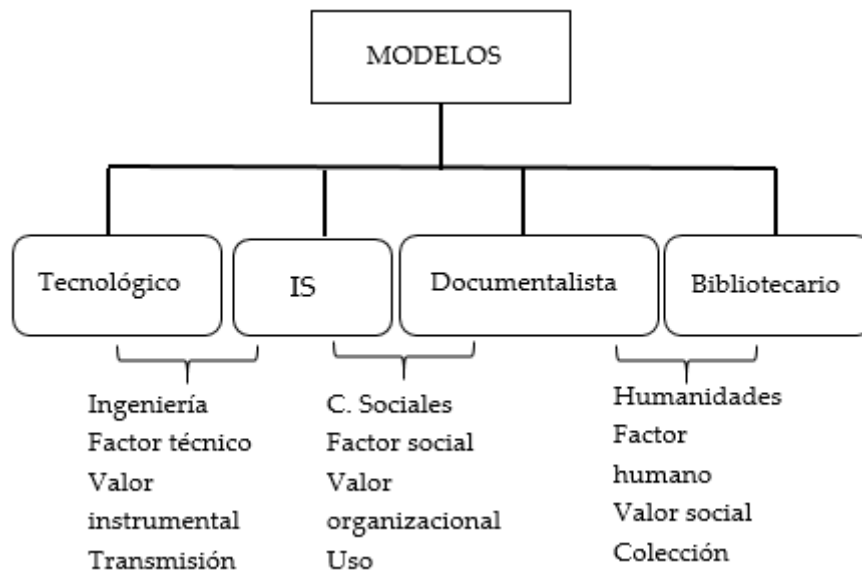 MODELOS
Tecnológico
IS
Documentalista
Bibliotecario
Ingeniería
Factor técnico
Valor
instrumental
Transmisión
C. Sociales
Factor social
Valor
organizacional
Uso
Humanidades
Factor
humano
Valor social
Colección